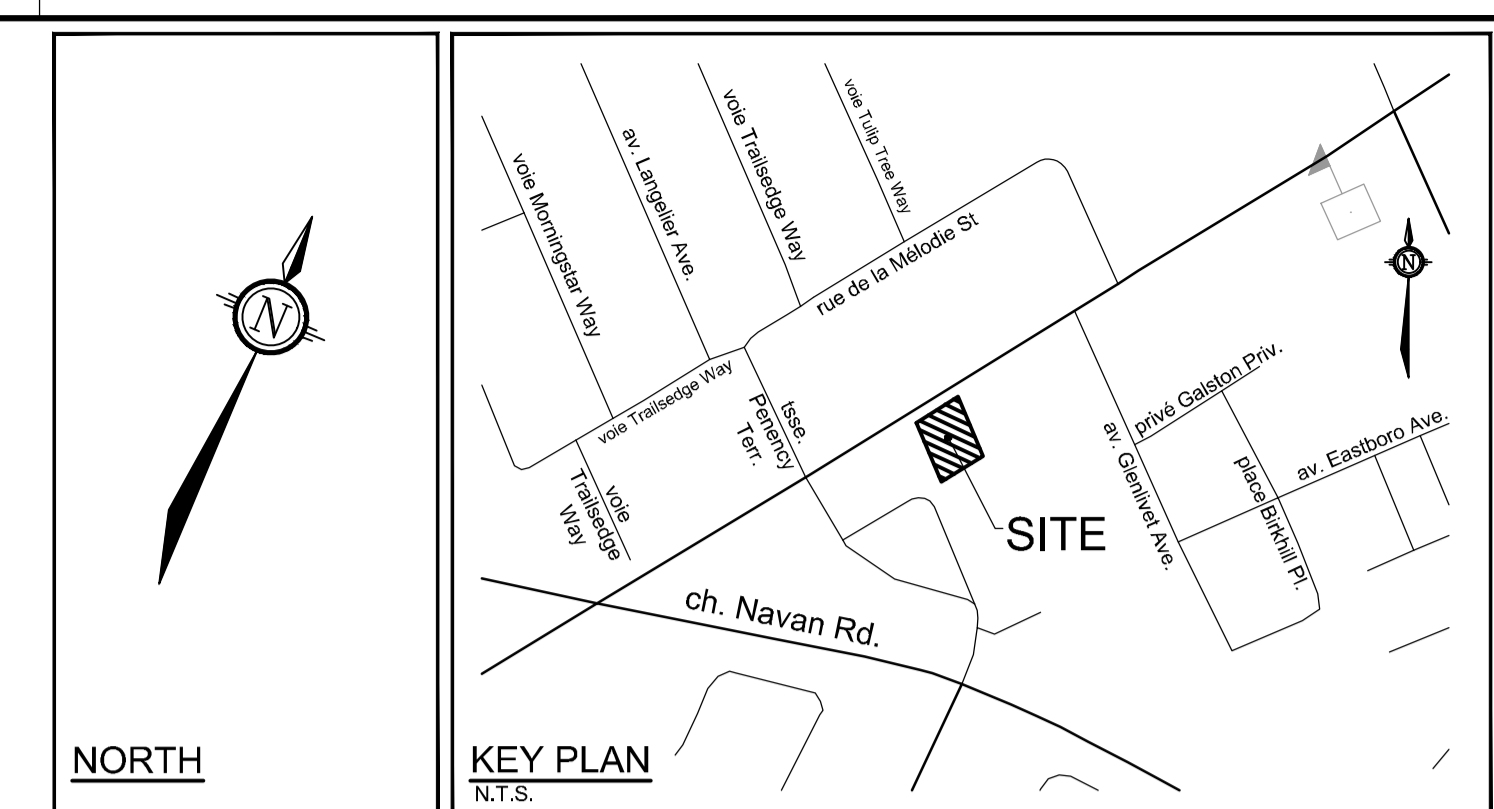 N
NORTH
voie Morningstar Way
av. Langelier Ave.
voie Trailsedge Way
voie Tulip Tree Way
rue de la Mélodie St
voie Trailsedge Way
tsse.
Penency
Terr.
voie
Trailsedge
Way
SITE
N
privé Galston Priv.
av. Glenlivet Ave.
place Birkhill Pl.
av. Eastboro Ave.
ch. Navan Rd.
KEY PLAN
N.T.S.